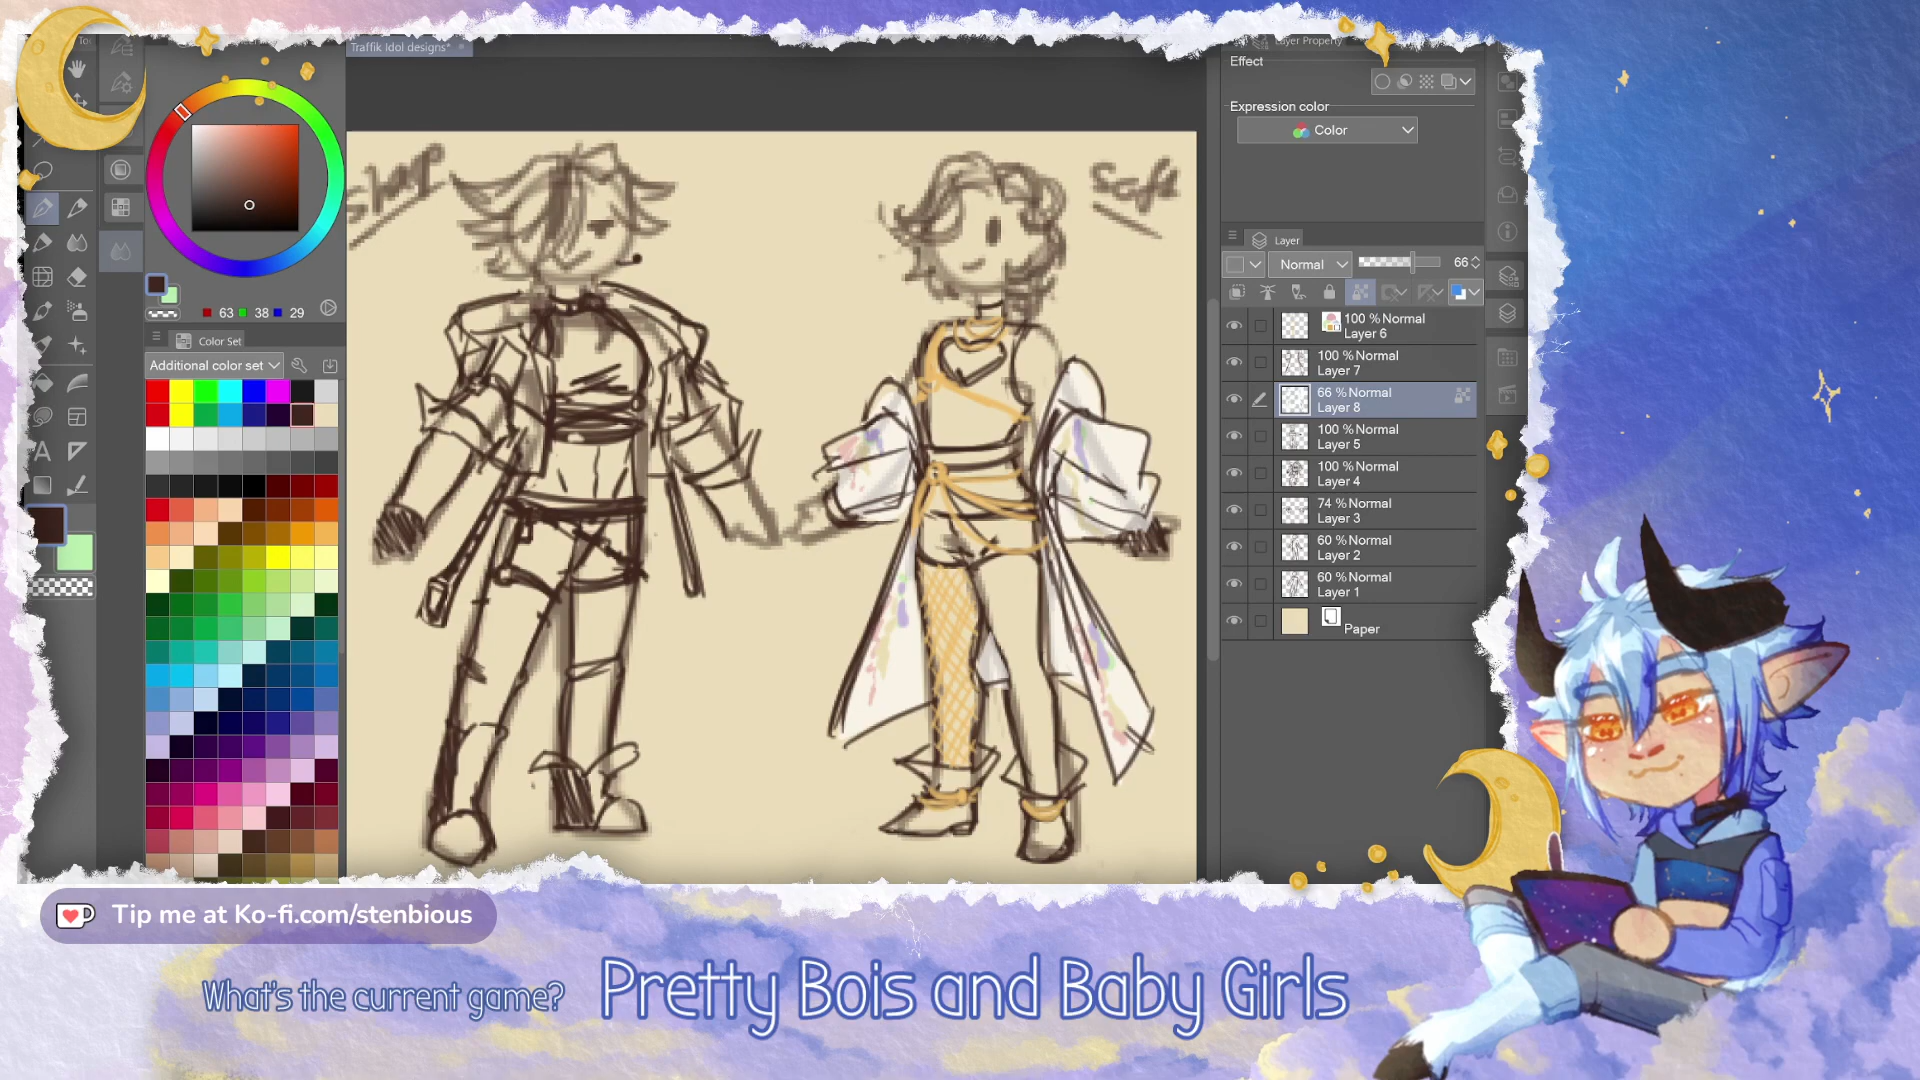 Traffik Idol designs*
Layer Property
Effect
Expression color
Color
Layer
Normal
66
100 % Normal
Layer 6
100 % Normal
Layer 7
66 % Normal
Layer 8
100 % Normal
Layer 5
100 % Normal
Layer 4
74 % Normal
Layer 3
60 % Normal
Layer 2
60 % Normal
Layer 1
Paper
63 38 29
Color Set
Additional color set
Tip me at Ko-fi.com/stenbious
What's the current game?
Pretty Bois and Baby Girls